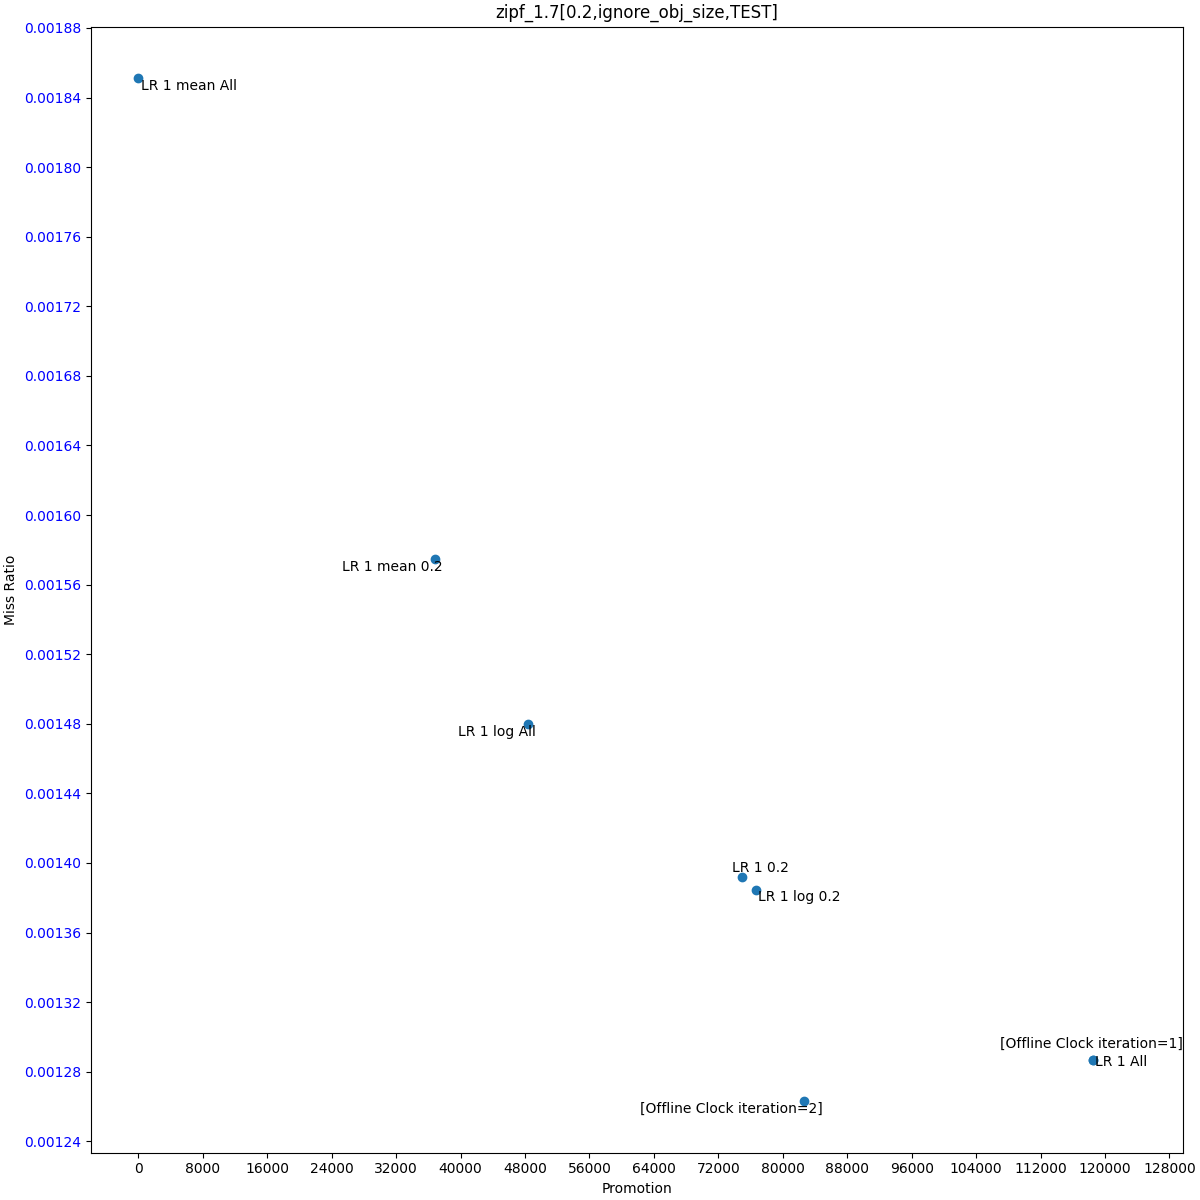 zipf_1.7[0.2,ignore_obj_size,TEST]
0.00188
0.00184
0.00180
0.00176
0.00172
0.00168
0.00164
0.00160
0.00156
0.00152
0.00148
0.00144
0.00140
0.00136
0.00132
0.00128
0.00124
Miss Ratio
LR 1 mean All
LR 1 mean 0.2
LR 1 log All
LR 1 0.2
LR 1 log 0.2
[Offline Clock iteration=1]
LR 1 All
[Offline Clock iteration=2]
0 8000 16000 24000 32000 40000 48000 56000 64000 72000 80000 88000 96000 104000 112000 120000 128000
Promotion